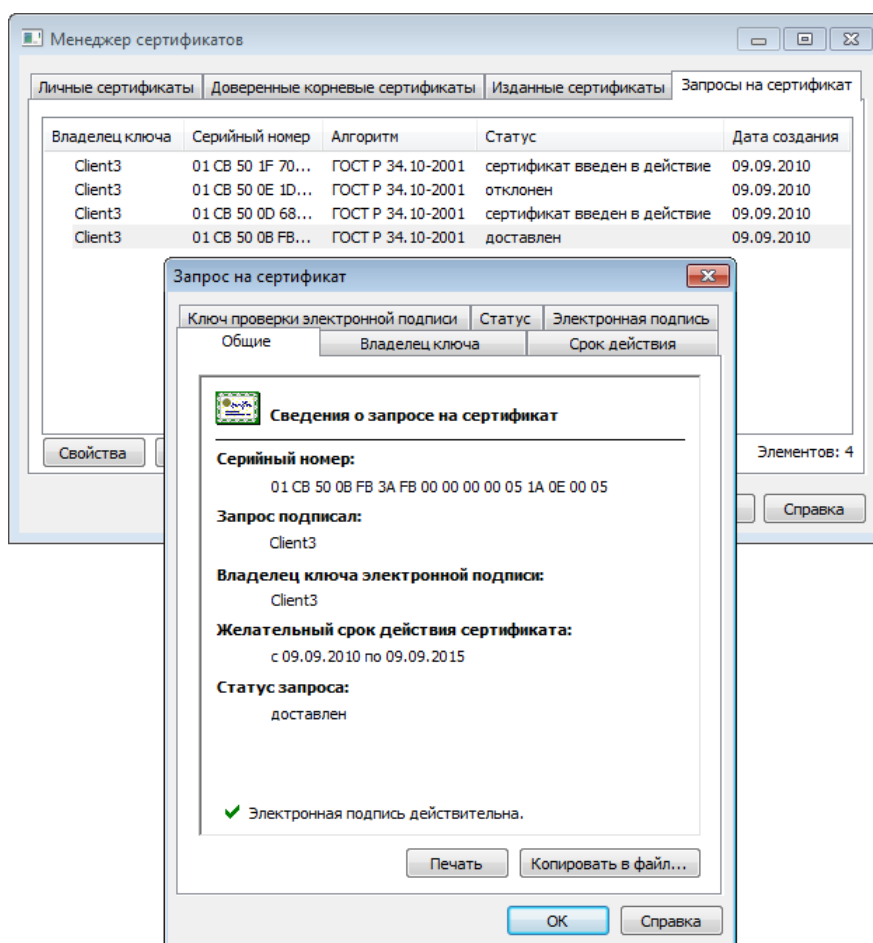 Менеджер сертификатов
Личные сертификаты Доверенные корневые сертификаты Изданные сертификаты Запросы на сертификат
Владелец ключа Серийный номер Алгоритм Статус Дата создания
Client3 01 CB 50 1F 70... ГОСТ Р 34.10-2001 сертификат введен в действие 09.09.2010
Client3 01 CB 50 0E 1D... ГОСТ Р 34.10-2001 отклонен 09.09.2010
Client3 01 CB 50 0D 68... ГОСТ Р 34.10-2001 сертификат введен в действие 09.09.2010
Client3 01 CB 50 0B FB... ГОСТ Р 34.10-2001 доставлен 09.09.2010
Свойства Элементов: 4
Справка
Запрос на сертификат
Ключ проверки электронной подписи Статус Электронная подпись
Общие Владелец ключа Срок действия
Сведения о запросе на сертификат
Серийный номер:
01 CB 50 0B FB 3A FB 00 00 00 00 05 1A 0E 00 05
Запрос подписал:
Client3
Владелец ключа электронной подписи:
Client3
Желательный срок действия сертификата:
с 09.09.2010 по 09.09.2015
Статус запроса:
доставлен
Электронная подпись действительна.
Печать Копировать в файл...
ОК Справка